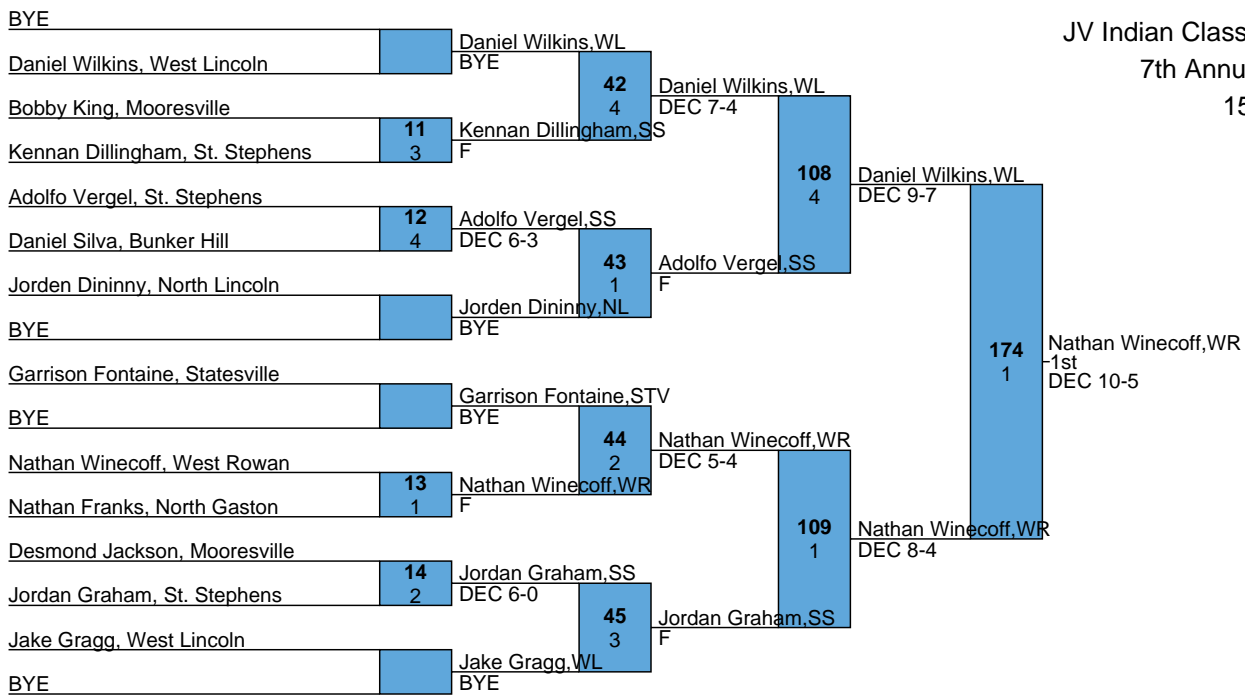 JV Indian Class
7th Annu
15
BYE
Daniel Wilkins, West Lincoln
Bobby King, Mooresville
Kennan Dillingham, St. Stephens
Adolfo Vergel, St. Stephens
Daniel Silva, Bunker Hill
Jorden Dininny, North Lincoln
BYE
Garrison Fontaine, Statesville
BYE
Nathan Winecoff, West Rowan
Nathan Franks, North Gaston
Desmond Jackson, Mooresville
Jordan Graham, St. Stephens
Jake Gragg, West Lincoln
BYE
11
3
12
4
13
1
14
2
Daniel Wilkins,WL
BYE
Kennan Dillingham,SS
F
Adolfo Vergel,SS
DEC 6-3
Jorden Dininny,NL
BYE
Garrison Fontaine,STV
BYE
Nathan Winecoff,WR
F
Jordan Graham,SS
DEC 6-0
Jake Gragg,WL
BYE
42
4
43
1
44
2
45
3
Daniel Wilkins,WL
DEC 7-4
Adolfo Vergel,SS
F
Nathan Winecoff,WR
DEC 5-4
Jordan Graham,SS
F
108
4
109
1
Daniel Wilkins,WL
DEC 9-7
Nathan Winecoff,WR
DEC 8-4
174
1
Nathan Winecoff,WR
1st
DEC 10-5